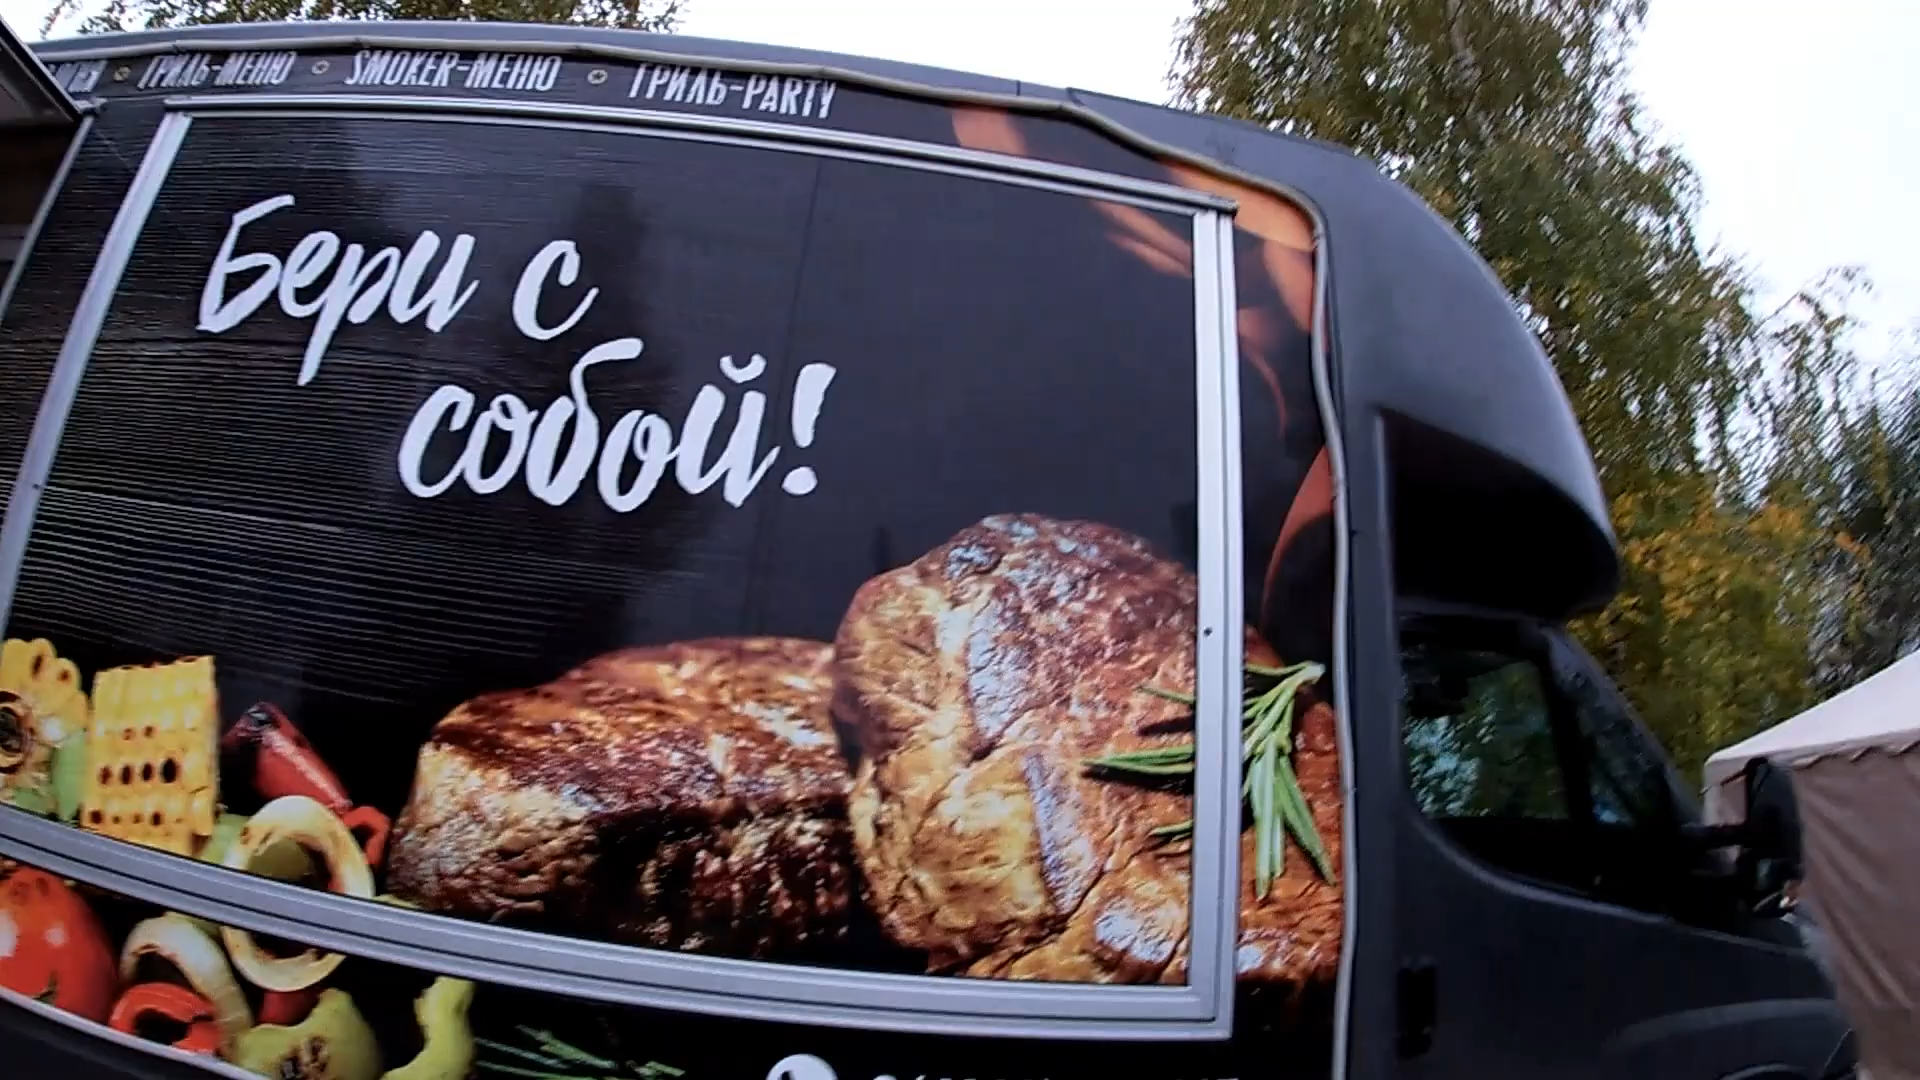 ГРИЛЬ-МЕНЮ SMOKER-МЕНЮ ГРИЛЬ-PARTY
Бери с
собой!